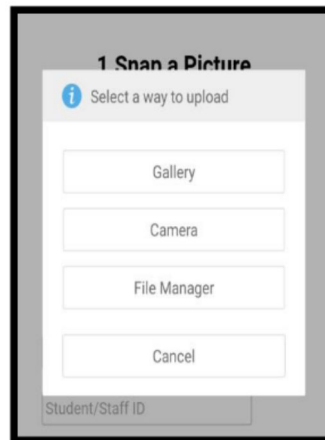 1 Snap a Picture
Select a way to upload
Gallery
Camera
File Manager
Cancel
Student/Staff ID